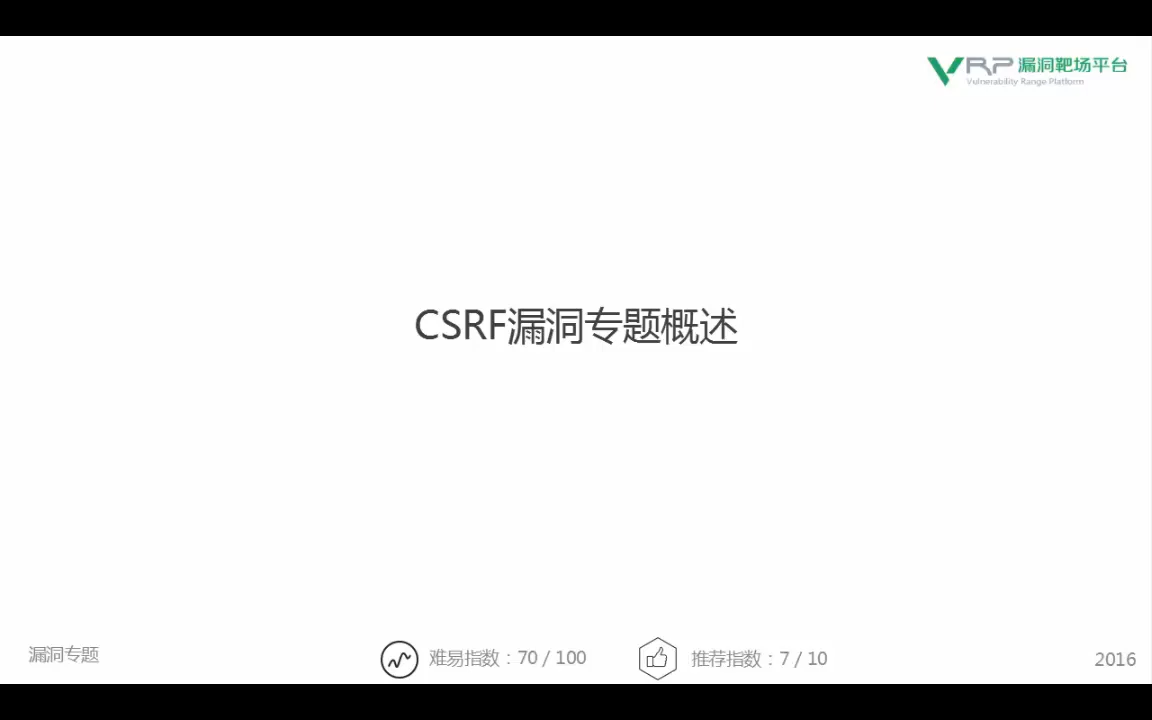 VRP 漏洞靶场平台
Vulnerability Range Platform
CSRF漏洞专题概述
漏洞专题
难易指数：70 / 100
推荐指数：7 / 10
2016